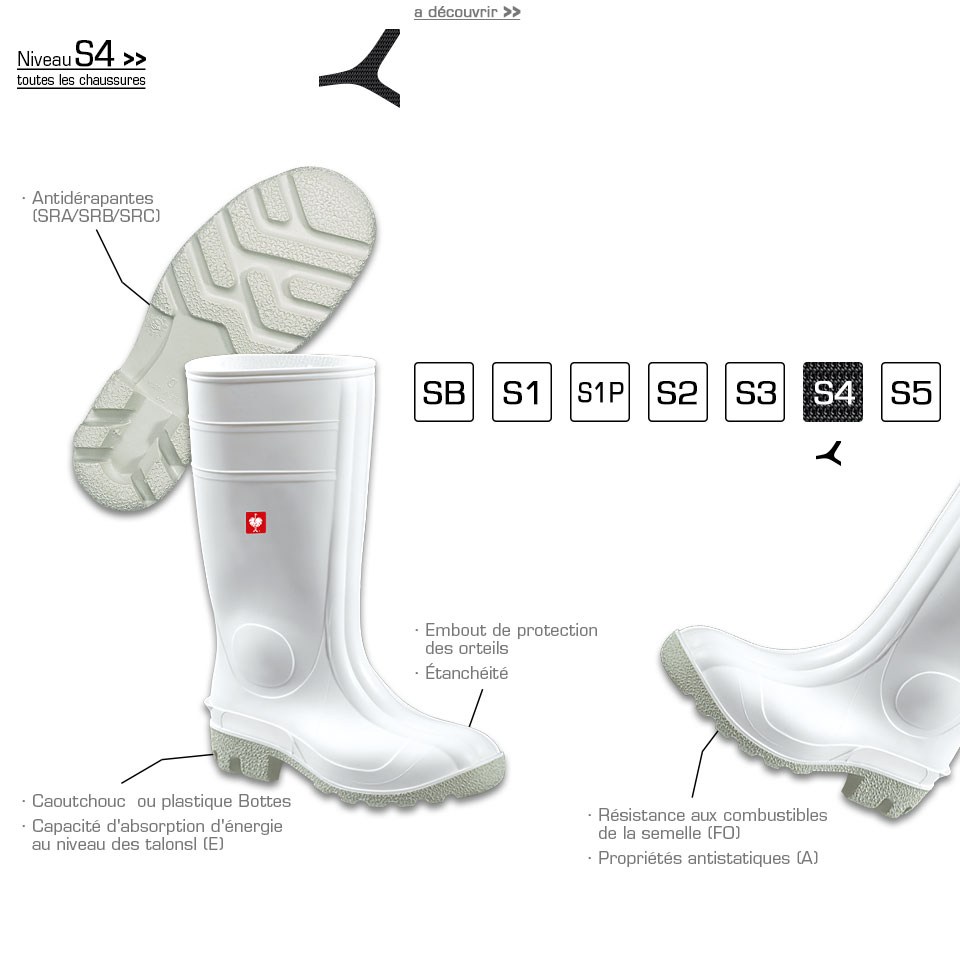 a découvrir >>
Niveau S4 >>
toutes les chaussures
· Antidérapantes
(SRA/SRB/SRC)
SB S1 S1P S2 S3 S4 S5
· Embout de protection
des orteils
· Étanchéité
· Caoutchouc ou plastique Bottes
· Capacité d'absorption d'énergie
au niveau des talonsl (E)
· Résistance aux combustibles
de la semelle (FO)
· Propriétés antistatiques (A)